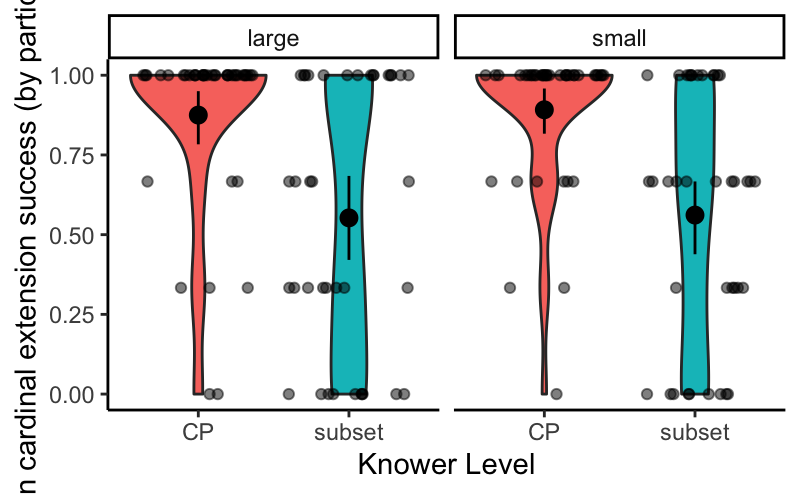 large
small
n cardinal extension success (by partic
1.00
0.75
0.50
0.25
0.00
CP
subset
CP
subset
Knower Level